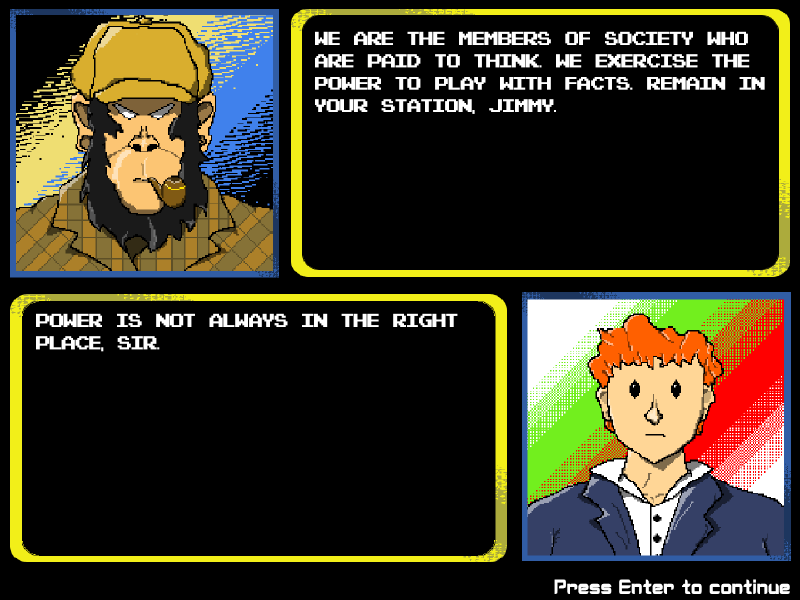 WE ARE THE MEMBERS OF SOCIETY WHO
ARE PAID TO THINK. WE EXERCISE THE
POWER TO PLAY WITH FACTS. REMAIN IN
YOUR STATION, JIMMY.
POWER IS NOT ALWAYS IN THE RIGHT
PLACE, SIR.
Press Enter to continue